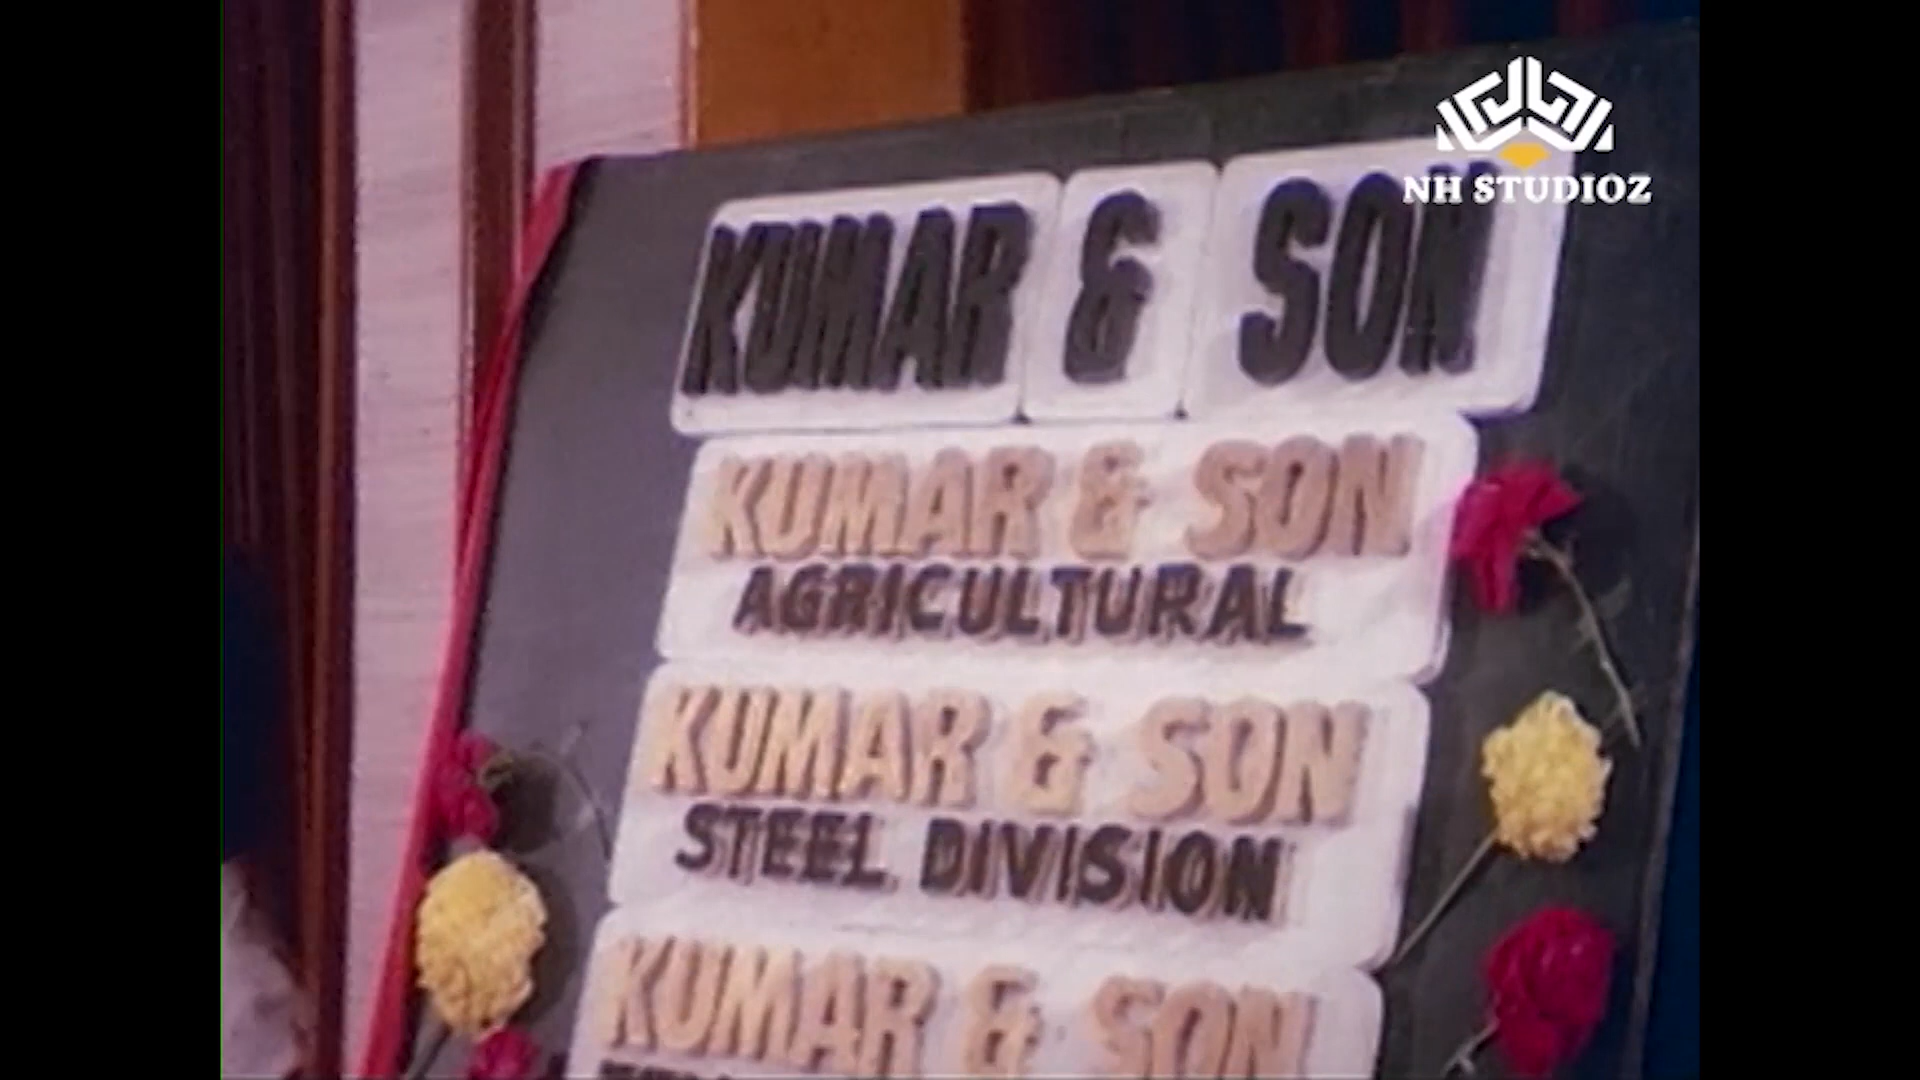 NH STUDIOZ
KUMAR & SON
KUMAR & SON
AGRICULTURAL
KUMAR & SON
STEEL DIVISION
KUMAR & SON